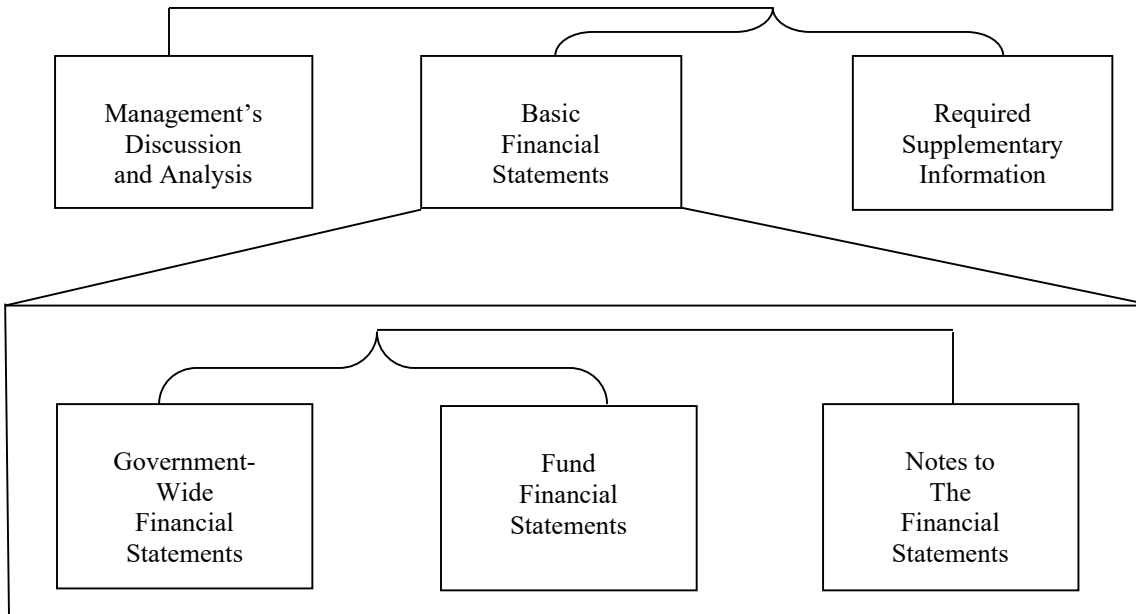 Management’s
Discussion
and Analysis
Basic
Financial
Statements
Required
Supplementary
Information
Government-
Wide
Financial
Statements
Fund
Financial
Statements
Notes to
The
Financial
Statements